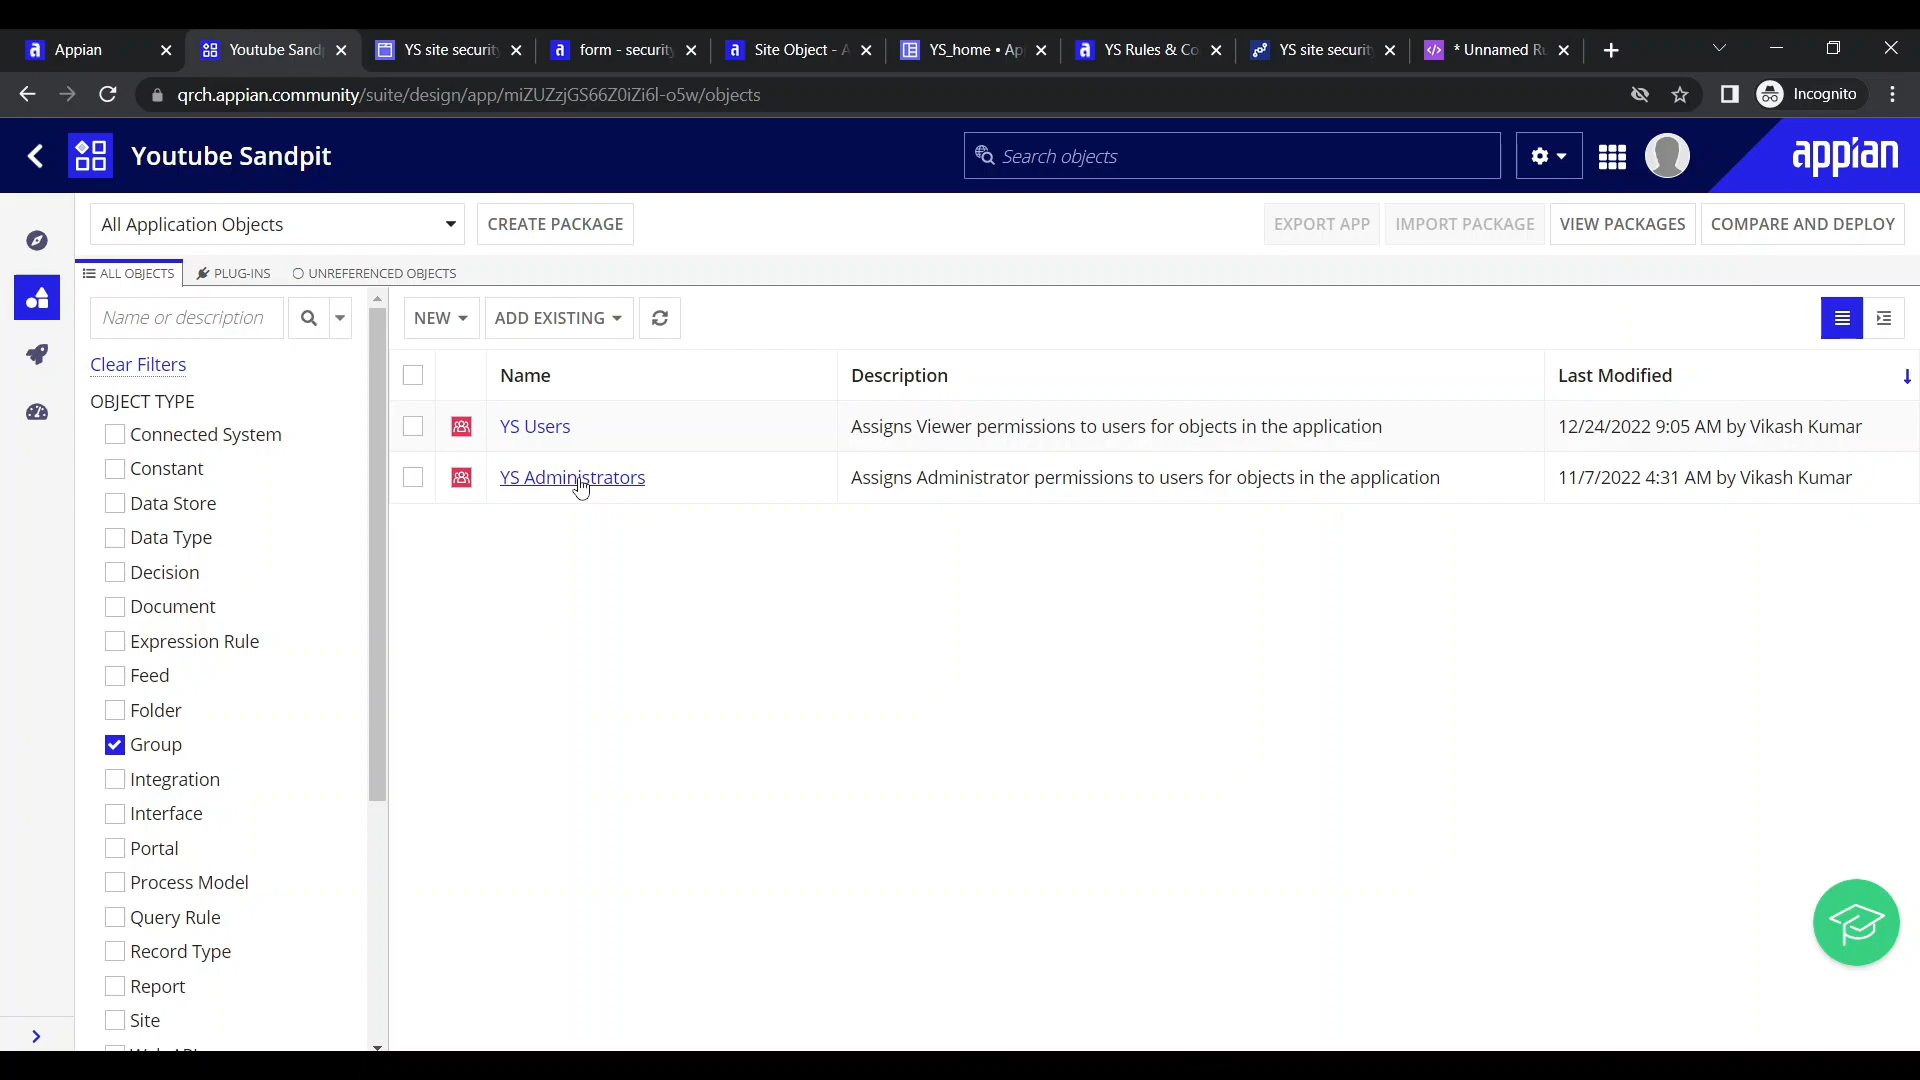 Appian
Youtube Sandp
YS site securit
form - securit
Site Object - A
YS_home • Ap
YS Rules & Co
YS site securit
* Unnamed Ru
qrch.appian.community/suite/design/app/miZUZzjGS66Z0iZi6l-o5w/objects
Incognito
Youtube Sandpit
Search objects
appian
All Application Objects
CREATE PACKAGE
EXPORT APP
IMPORT PACKAGE
VIEW PACKAGES
COMPARE AND DEPLOY
ALL OBJECTS
PLUG-INS
UNREFERENCED OBJECTS
Name or description
NEW
ADD EXISTING
Clear Filters
OBJECT TYPE
Connected System
Constant
Data Store
Data Type
Decision
Document
Expression Rule
Feed
Folder
Group
Integration
Interface
Portal
Process Model
Query Rule
Record Type
Report
Site
Name Description Last Modified
YS Users Assigns Viewer permissions to users for objects in the application 12/24/2022 9:05 AM by Vikash Kumar
YS Administrators Assigns Administrator permissions to users for objects in the application 11/7/2022 4:31 AM by Vikash Kumar